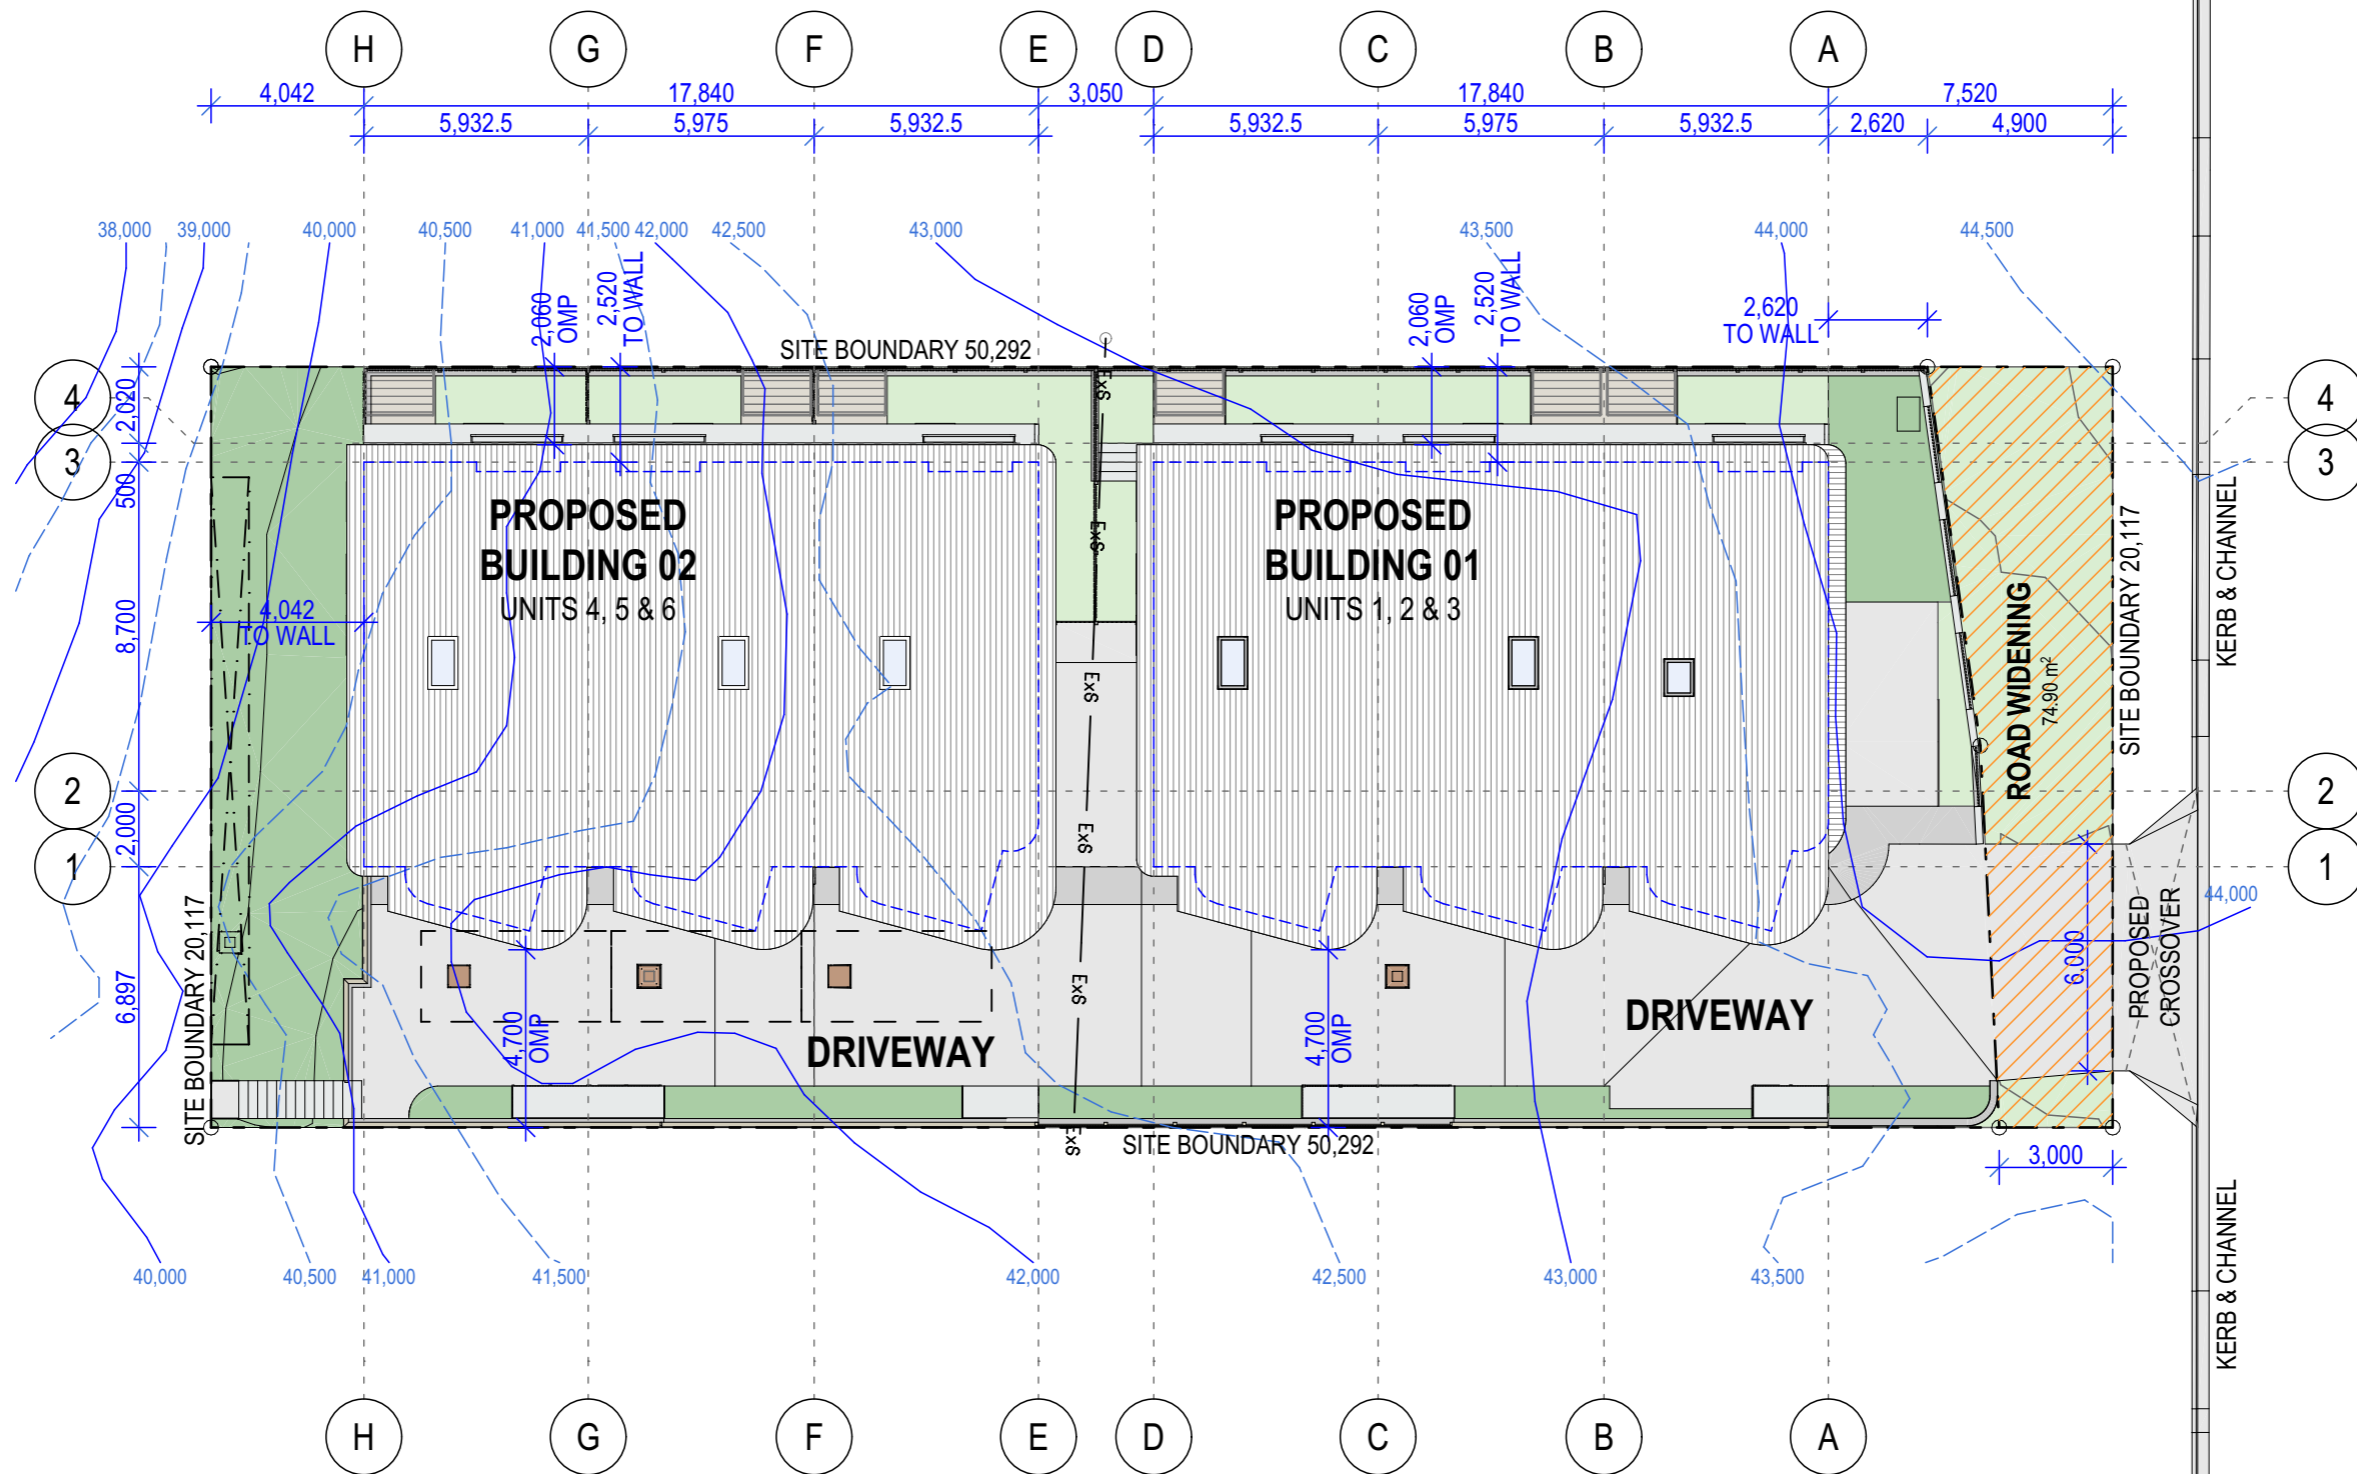 H G F E D C B A
4,042 17,840 3,050 17,840 7,520
5,932.5 5,975 5,932.5 5,932.5 5,975 5,932.5 2,620 4,900
38,000 39,000 40,000 40,500 41,000 41,500 42,000 42,500 43,000 43,500 44,000 44,500
2,060
OMP
2,520
TO WALL
2,060
OMP
2,520
TO WALL
2,620
TO WALL
SITE BOUNDARY 50,292
4
3
2
1
2,020
500
8,700
2,000
6,897
4
3
2
1
PROPOSED
BUILDING 02
UNITS 4, 5 & 6
PROPOSED
BUILDING 01
UNITS 1, 2 & 3
4,042
TO WALL
ExS
ExS
ExS
ExS
ExS
ExS
ROAD WIDENING
74.90 m²
SITE BOUNDARY 20,117
KERB & CHANNEL
SITE BOUNDARY 20,117
4,700
OMP
DRIVEWAY
4,700
OMP
DRIVEWAY
6,000
PROPOSED
CROSSOVER
44,000
SITE BOUNDARY 50,292
3,000
KERB & CHANNEL
40,000 40,500 41,000 41,500 42,000 42,500 43,000 43,500
H G F E D C B A